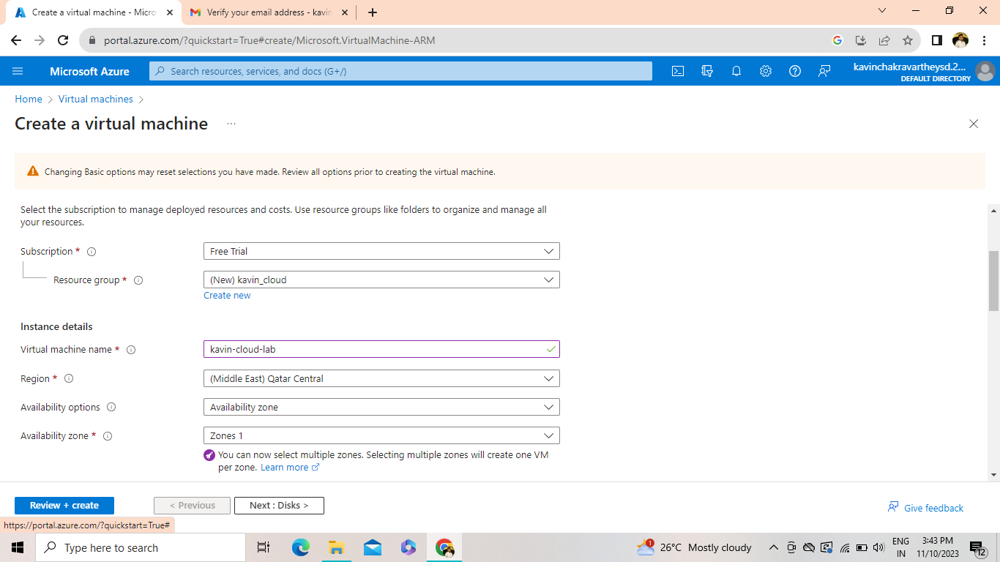 Create a virtual machine - Micro
Verify your email address - kavin
portal.azure.com/?quickstart=True#create/Microsoft.VirtualMachine-ARM
Microsoft Azure
Search resources, services, and docs (G+/)
kavinchakravartheysd.2...
DEFAULT DIRECTORY
Home > Virtual machines >
Create a virtual machine ...
Changing Basic options may reset selections you have made. Review all options prior to creating the virtual machine.
Select the subscription to manage deployed resources and costs. Use resource groups like folders to organize and manage all
your resources.
Subscription *
Free Trial
Resource group *
(New) kavin_cloud
Create new
Instance details
Virtual machine name *
kavin-cloud-lab
Region *
(Middle East) Qatar Central
Availability options
Availability zone
Availability zone *
Zones 1
You can now select multiple zones. Selecting multiple zones will create one VM
per zone. Learn more
Review + create
< Previous
Next : Disks >
Give feedback
https://portal.azure.com/?quickstart=True#
Type here to search
1
26°C Mostly cloudy
ENG
IN
3:43 PM
11/10/2023
12